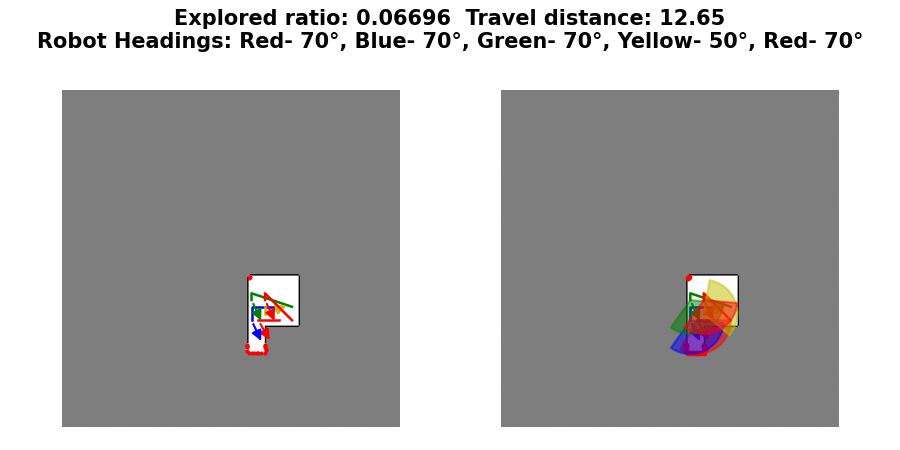 Explored ratio: 0.06696  Travel distance: 12.65
Robot Headings: Red- 70°, Blue- 70°, Green- 70°, Yellow- 50°, Red- 70°